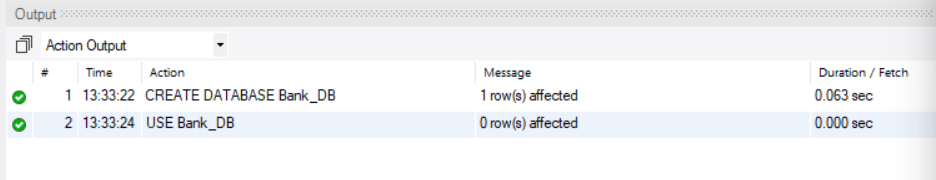 Output
Action Output
# Time Action Message Duration / Fetch
1 13:33:22 CREATE DATABASE Bank_DB 1 row(s) affected 0.063 sec
2 13:33:24 USE Bank_DB 0 row(s) affected 0.000 sec